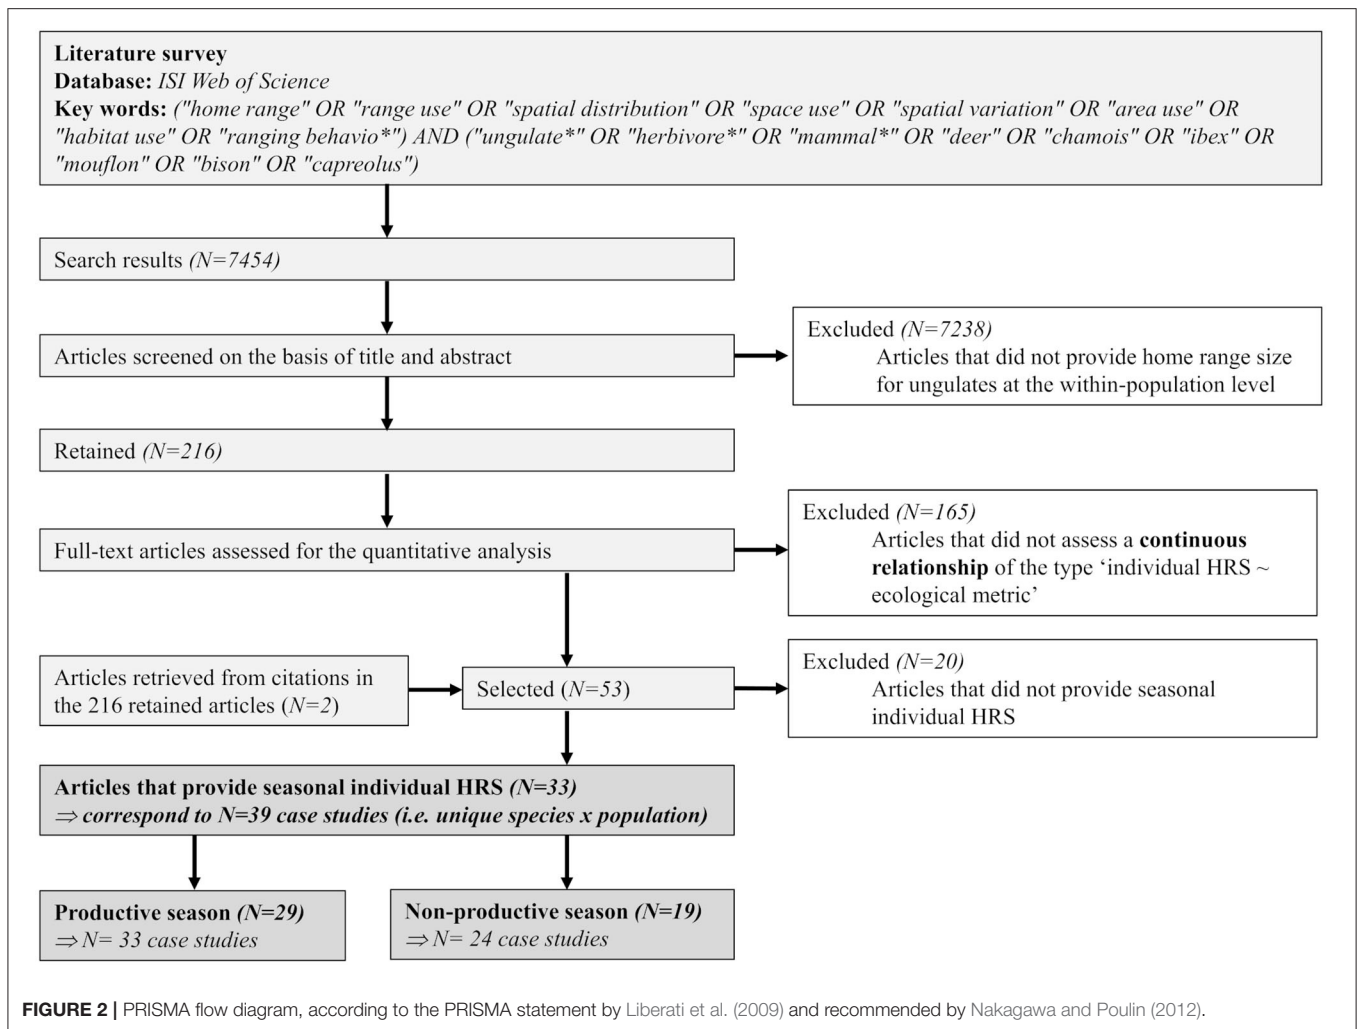 Literature survey
Database: ISI Web of Science
Key words: ("home range" OR "range use" OR "spatial distribution" OR "space use" OR "spatial variation" OR "area use" OR
"habitat use" OR "ranging behavio*") AND ("ungulate*" OR "herbivore*" OR "mammal*" OR "deer" OR "chamois" OR "ibex" OR
"mouflon" OR "bison" OR "capreolus")
Search results (N=7454)
Articles screened on the basis of title and abstract
Excluded (N=7238)
Articles that did not provide home range size
for ungulates at the within-population level
Retained (N=216)
Full-text articles assessed for the quantitative analysis
Excluded (N=165)
Articles that did not assess a continuous
relationship of the type ‘individual HRS ~
ecological metric’
Articles retrieved from citations in
the 216 retained articles (N=2)
Selected (N=53)
Excluded (N=20)
Articles that did not provide seasonal
individual HRS
Articles that provide seasonal individual HRS (N=33)
⇒ correspond to N=39 case studies (i.e. unique species x population)
Productive season (N=29)
⇒ N= 33 case studies
Non-productive season (N=19)
⇒ N= 24 case studies
FIGURE 2 | PRISMA flow diagram, according to the PRISMA statement by Liberati et al. (2009) and recommended by Nakagawa and Poulin (2012).